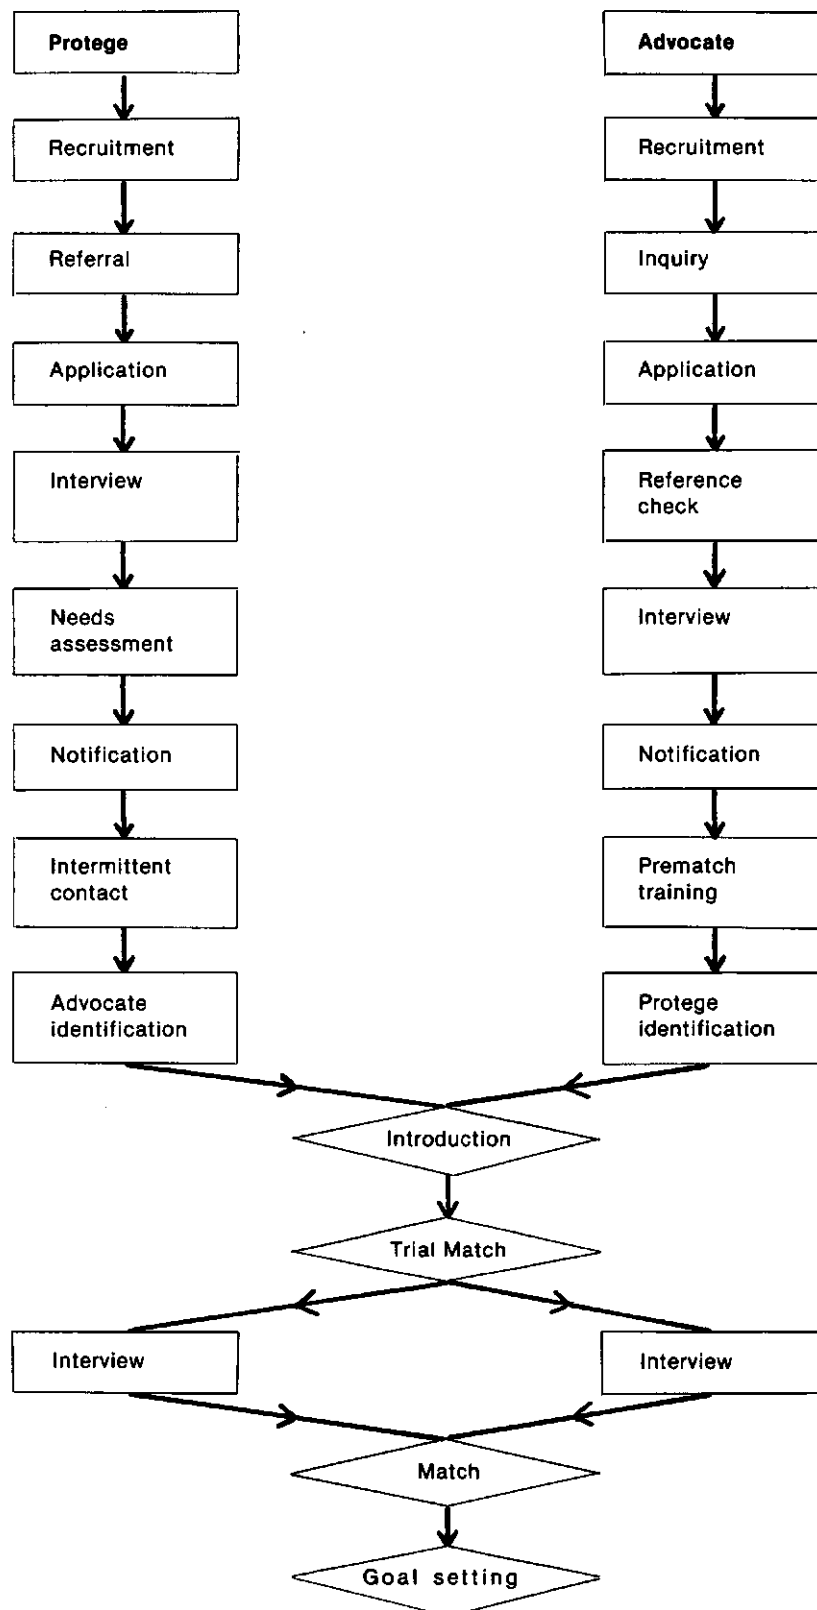 Protege
Advocate
Recruitment
Recruitment
Referral
Inquiry
Application
Application
Interview
Reference
check
Needs
assessment
Interview
Notification
Notification
Intermittent
contact
Prematch
training
Advocate
identification
Protege
identification
Introduction
Trial Match
Interview
Interview
Match
Goal setting